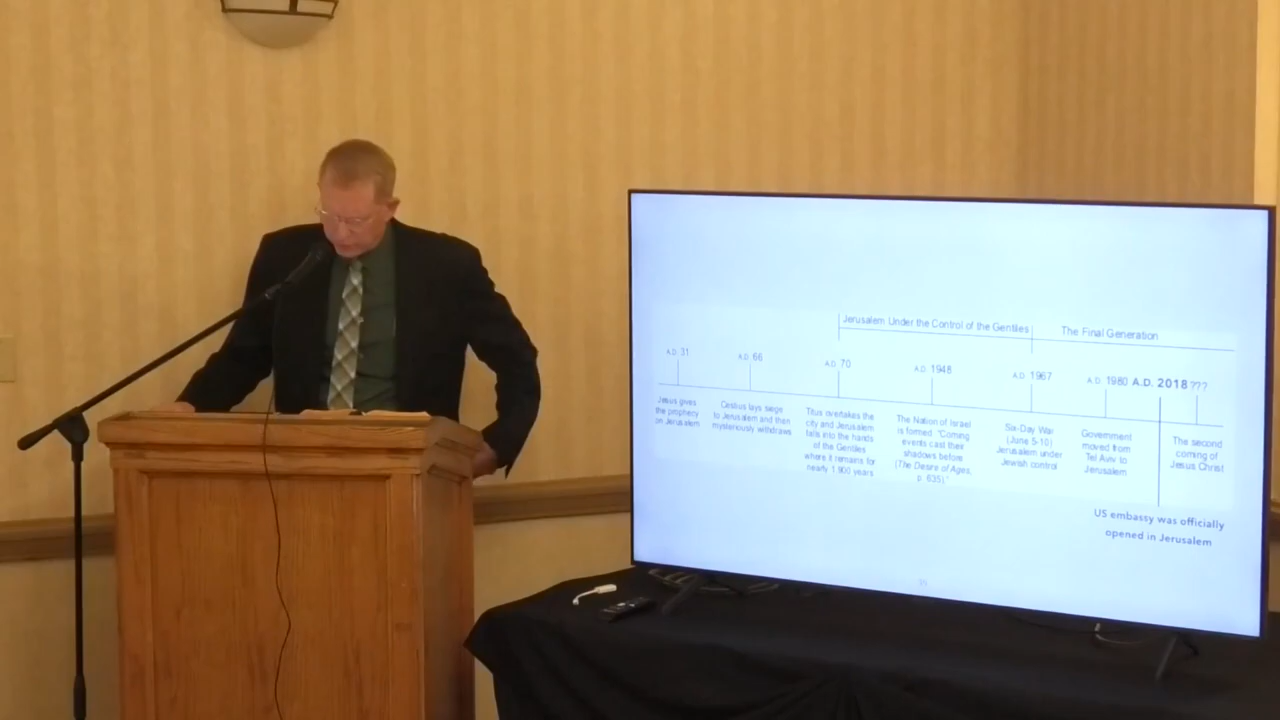 Jerusalem Under the Control of the Gentiles
The Final Generation
A.D. 31
A.D. 66
A.D. 70
A.D. 1948
A.D. 1967
A.D. 1980
A.D. 2018
???
Jesus gives
the prophecy
on Jerusalem
Cestius lays siege
to Jerusalem and then
mysteriously withdraws
Titus overtakes the
city and Jerusalem
falls into the hands
of the Gentiles
where it remains for
nearly 1,900 years
The Nation of Israel
is formed "Coming
events cast their
shadows before
(The Desire of Ages,
p. 635)."
Six-Day War
(June 5-10)
Jerusalem under
Jewish control
Government
moved from
Tel Aviv to
Jerusalem
The second
coming of
Jesus Christ
US embassy was officially
opened in Jerusalem